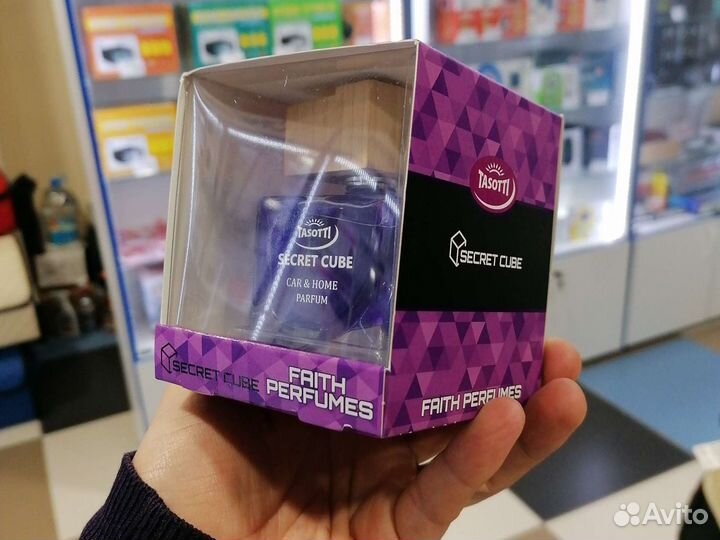 TASOTTI
SECRET CUBE
CAR & HOME
PARFUM
SECRET CUBE
FAITH
PERFUMES
TASOTTI
SECRET CUBE
FAITH PERFUMES
Avito